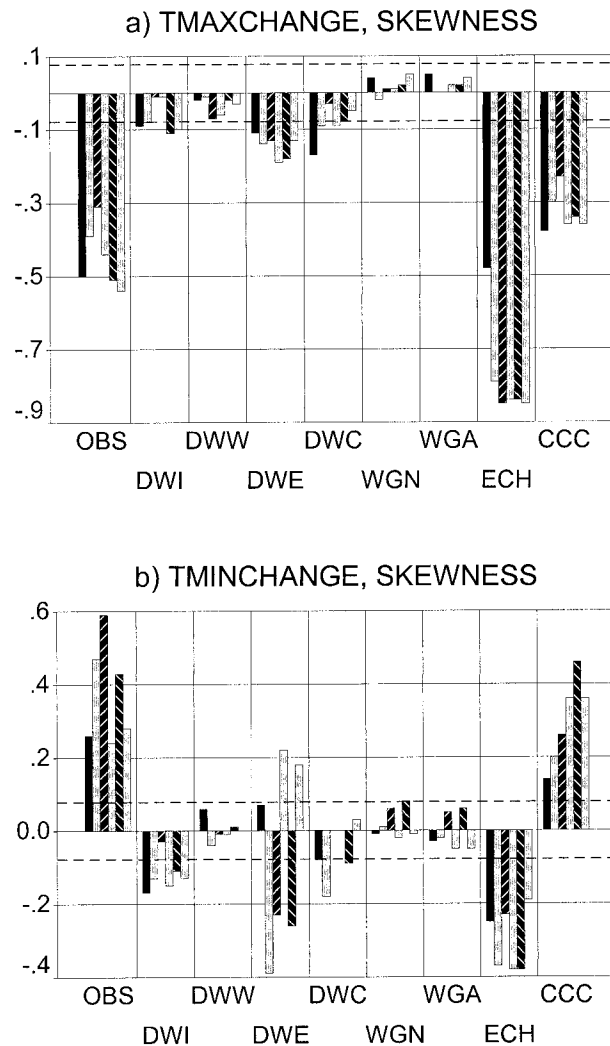 a) TMAXCHANGE, SKEWNESS
.1
-.1
-.3
-.5
-.7
-.9
OBS DWW DWC WGA CCC
DWI DWE WGN ECH
b) TMINCHANGE, SKEWNESS
.6
.4
.2
0.0
-.2
-.4
OBS DWW DWC WGA CCC
DWI DWE WGN ECH